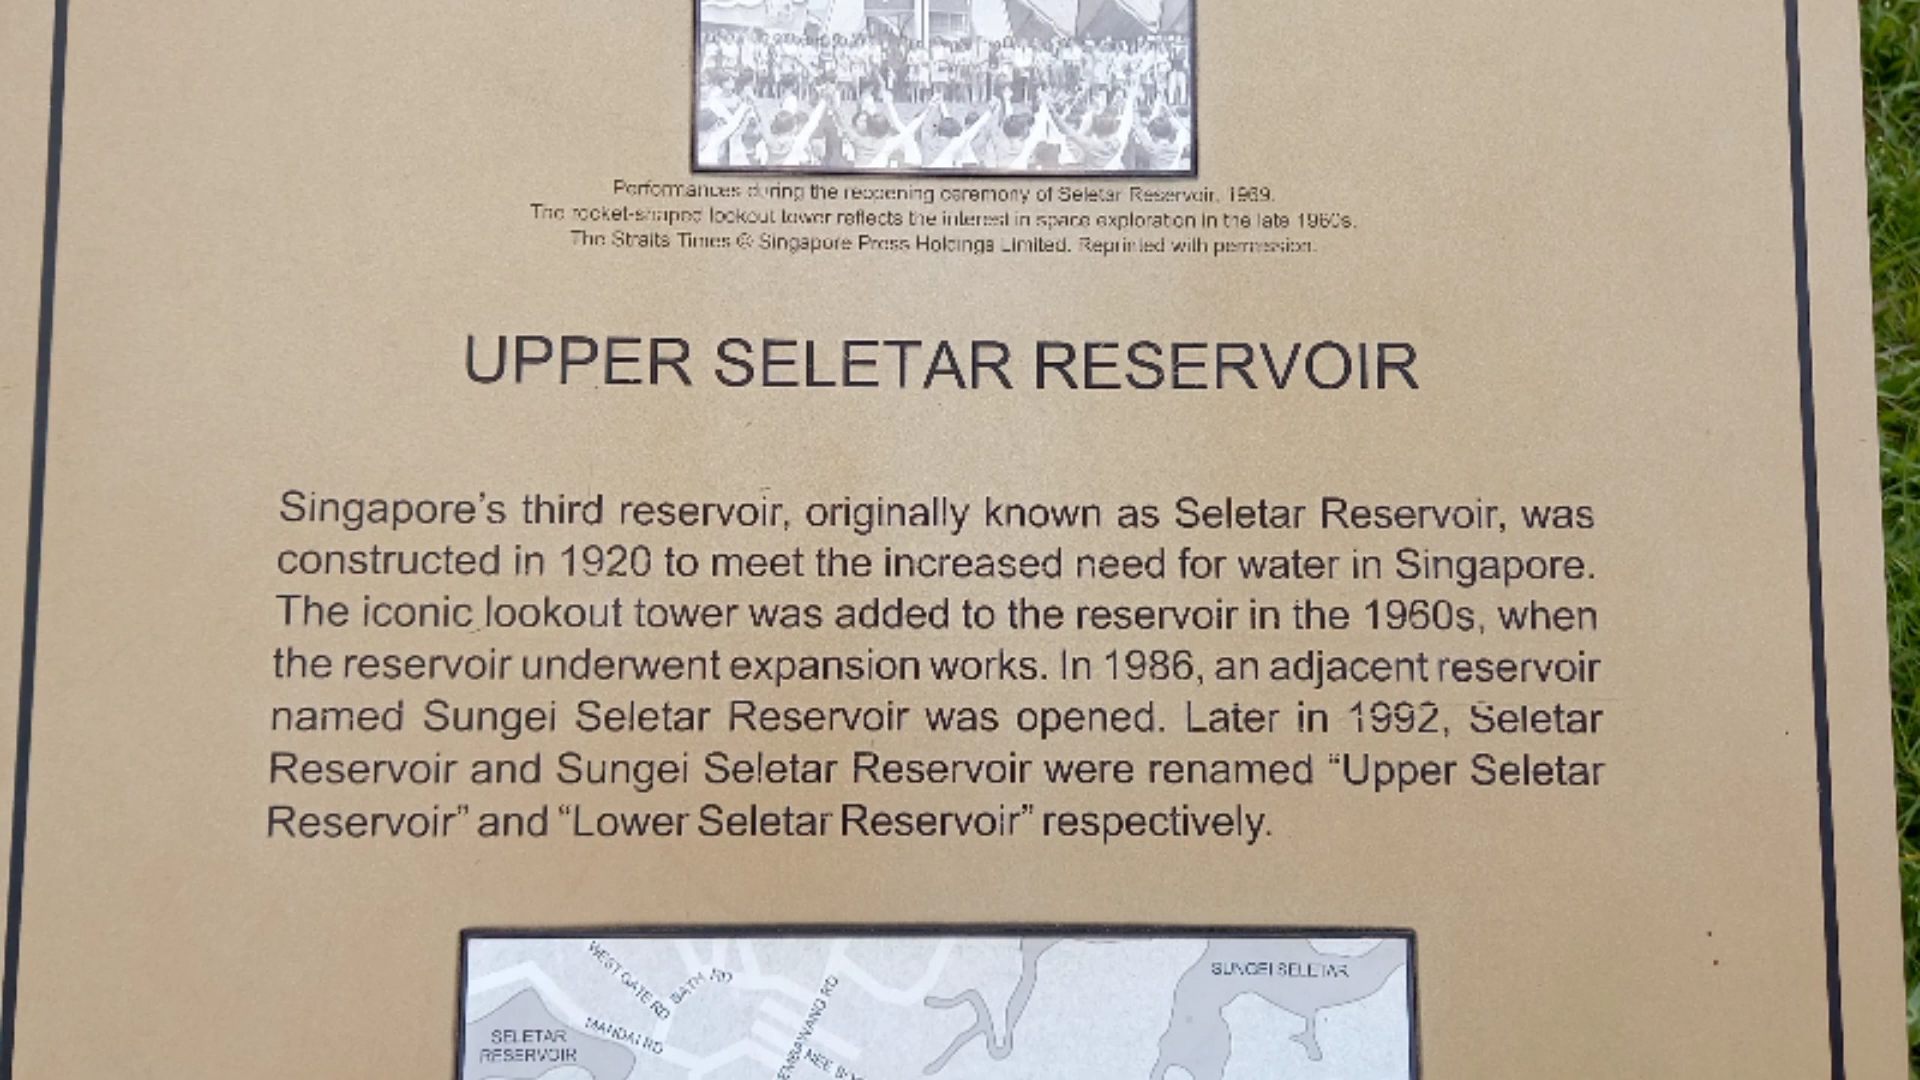 Performances during the reopening ceremony of Seletar Reservoir, 1969.
The rocket-shaped lookout tower reflects the interest in space exploration in the late 1960s.
The Straits Times © Singapore Press Holdings Limited. Reprinted with permission.
UPPER SELETAR RESERVOIR
Singapore's third reservoir, originally known as Seletar Reservoir, was
constructed in 1920 to meet the increased need for water in Singapore.
The iconic lookout tower was added to the reservoir in the 1960s, when
the reservoir underwent expansion works. In 1986, an adjacent reservoir
named Sungei Seletar Reservoir was opened. Later in 1992, Seletar
Reservoir and Sungei Seletar Reservoir were renamed “Upper Seletar
Reservoir” and “Lower Seletar Reservoir” respectively.
WEST GATE RD
BATH RD
SUNGEI SELETAR
MANDAI RD
SELETAR
RESERVOIR
RD
NEE